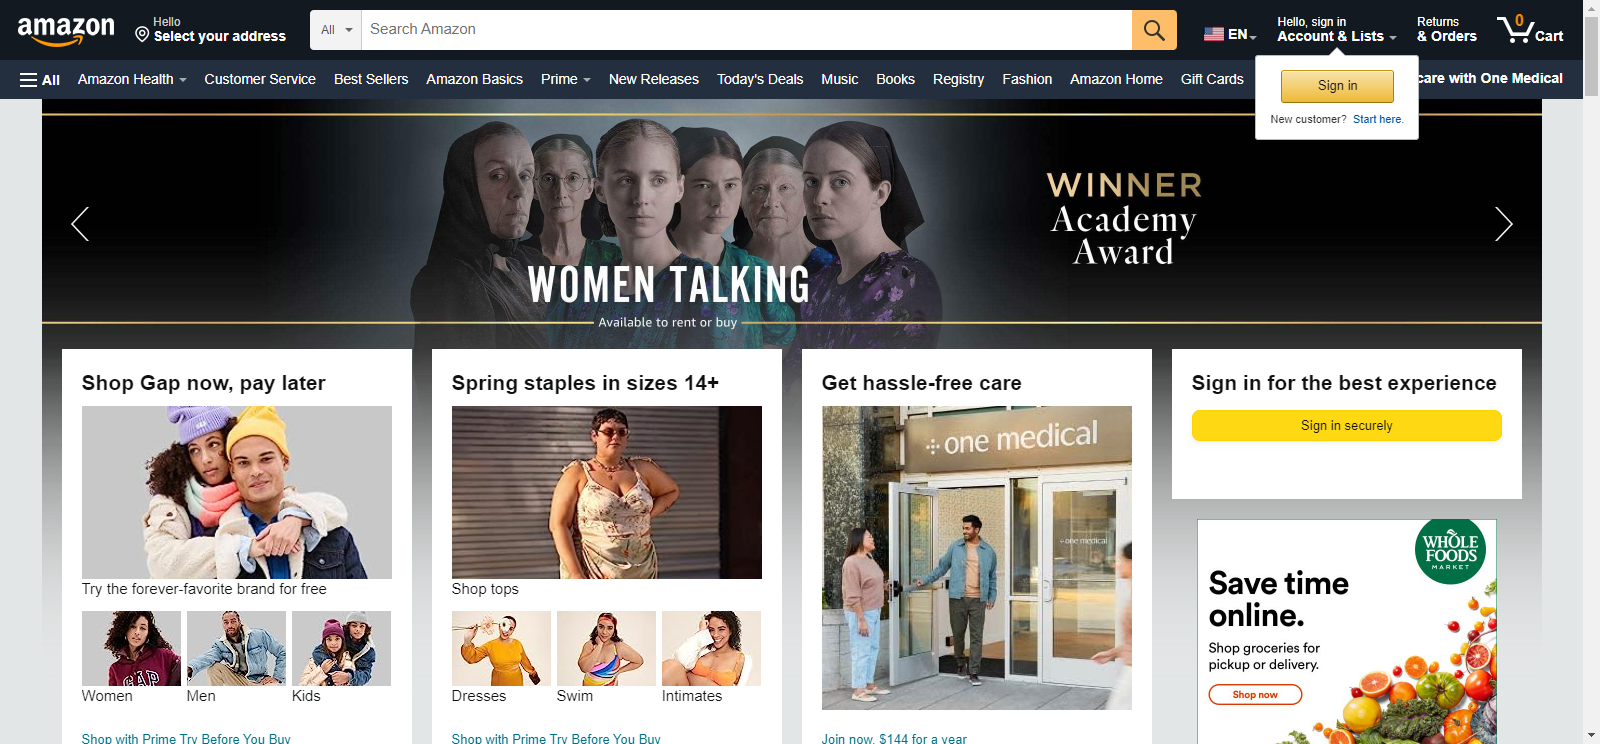 amazon
Hello
Select your address
All
Search Amazon
EN
Hello, sign in
Account & Lists
Returns
& Orders
0
Cart
All
Amazon Health
Customer Service
Best Sellers
Amazon Basics
Prime
New Releases
Today's Deals
Music
Books
Registry
Fashion
Amazon Home
Gift Cards
care with One Medical
Sign in
New customer? Start here.
WINNER
Academy
Award
WOMEN TALKING
Available to rent or buy
Shop Gap now, pay later
Try the forever-favorite brand for free
GAP
Women
Men
Kids
Shop with Prime Try Before You Buy
Spring staples in sizes 14+
Shop tops
Dresses
Swim
Intimates
Shop with Prime Try Before You Buy
Get hassle-free care
one medical
one medical
Join now, $144 for a year
Sign in for the best experience
Sign in securely
WHOLE
FOODS
MARKET
Save time
online.
Shop groceries for
pickup or delivery.
Shop now